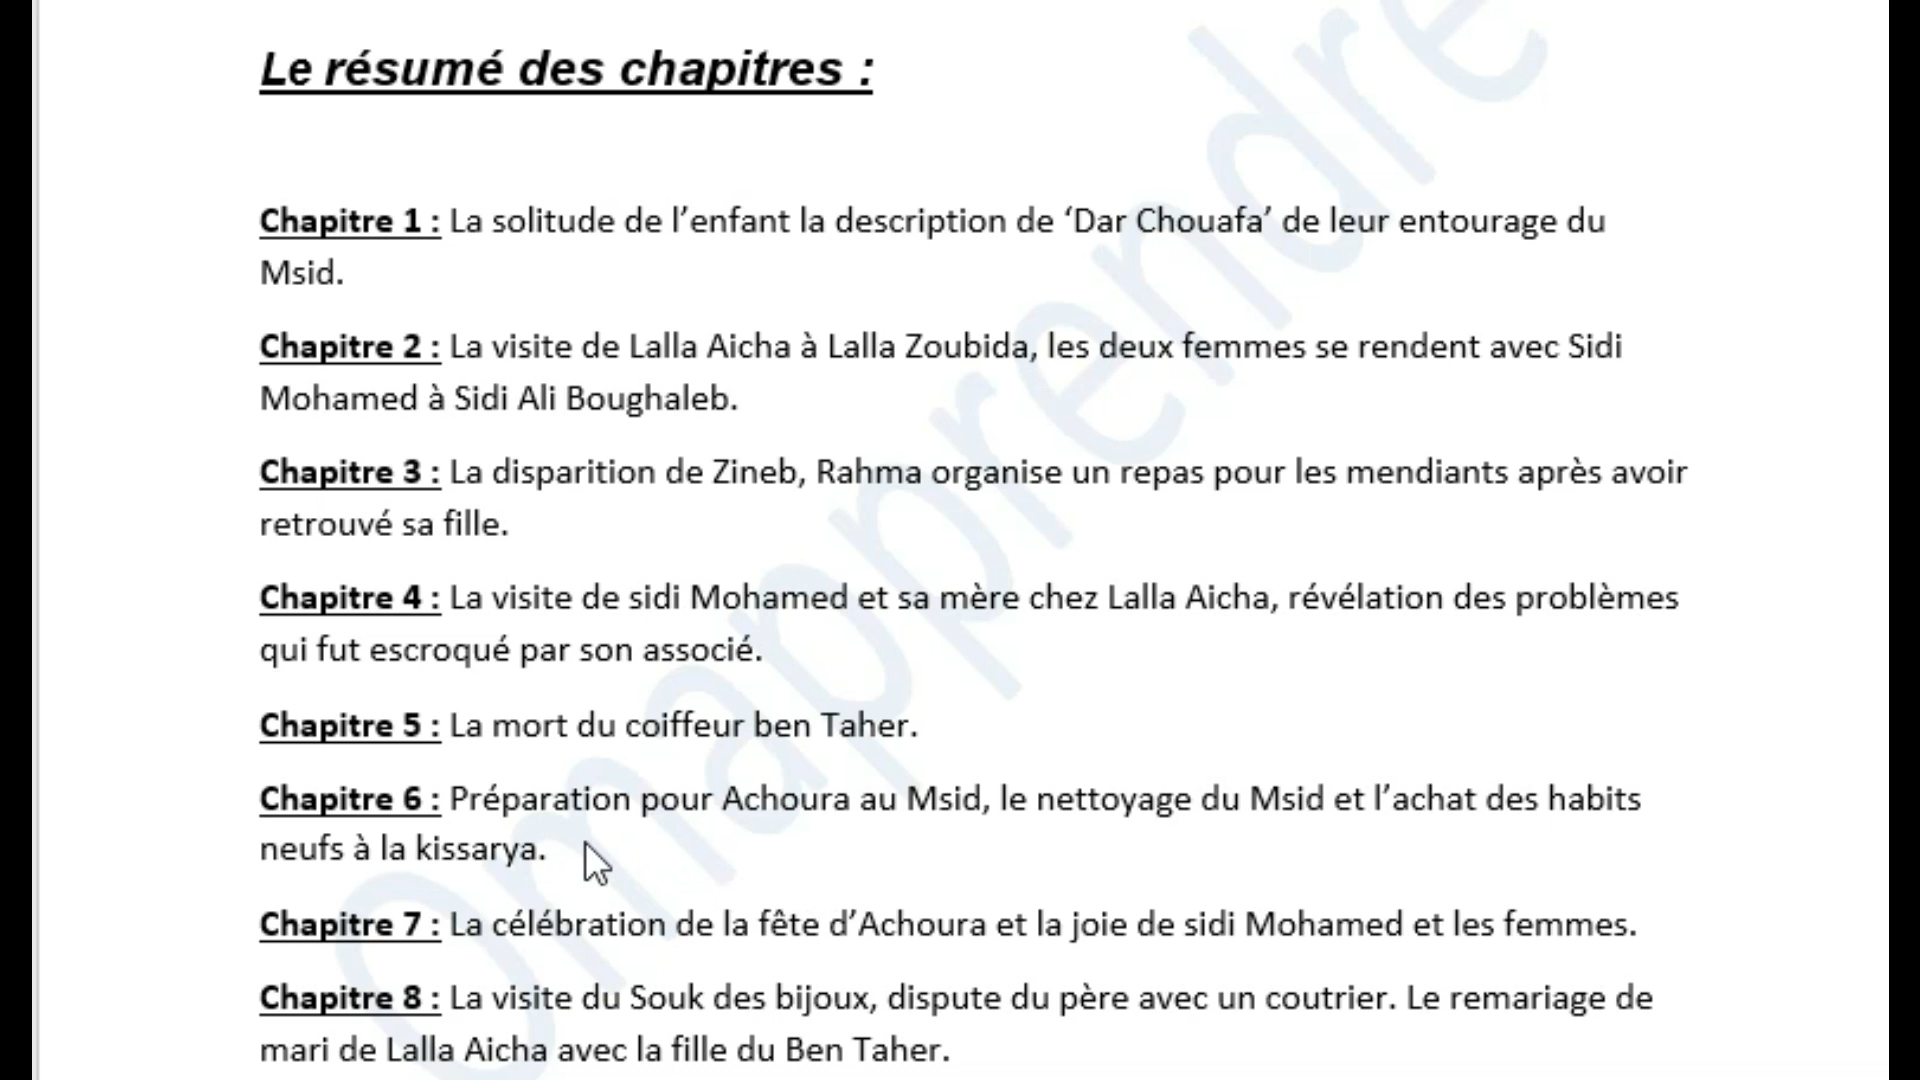 Le résumé des chapitres :
Chapitre 1 : La solitude de l’enfant la description de ‘Dar Chouafa’ de leur entourage du
Msid.
Chapitre 2 : La visite de Lalla Aicha à Lalla Zoubida, les deux femmes se rendent avec Sidi
Mohamed à Sidi Ali Boughaleb.
Chapitre 3 : La disparition de Zineb, Rahma organise un repas pour les mendiants après avoir
retrouvé sa fille.
Chapitre 4 : La visite de sidi Mohamed et sa mère chez Lalla Aicha, révélation des problèmes
qui fut escroqué par son associé.
Chapitre 5 : La mort du coiffeur ben Taher.
Chapitre 6 : Préparation pour Achoura au Msid, le nettoyage du Msid et l’achat des habits
neufs à la kissarya.
Chapitre 7 : La célébration de la fête d’Achoura et la joie de sidi Mohamed et les femmes.
Chapitre 8 : La visite du Souk des bijoux, dispute du père avec un coutrier. Le remariage de
mari de Lalla Aicha avec la fille du Ben Taher.
Omapprendre